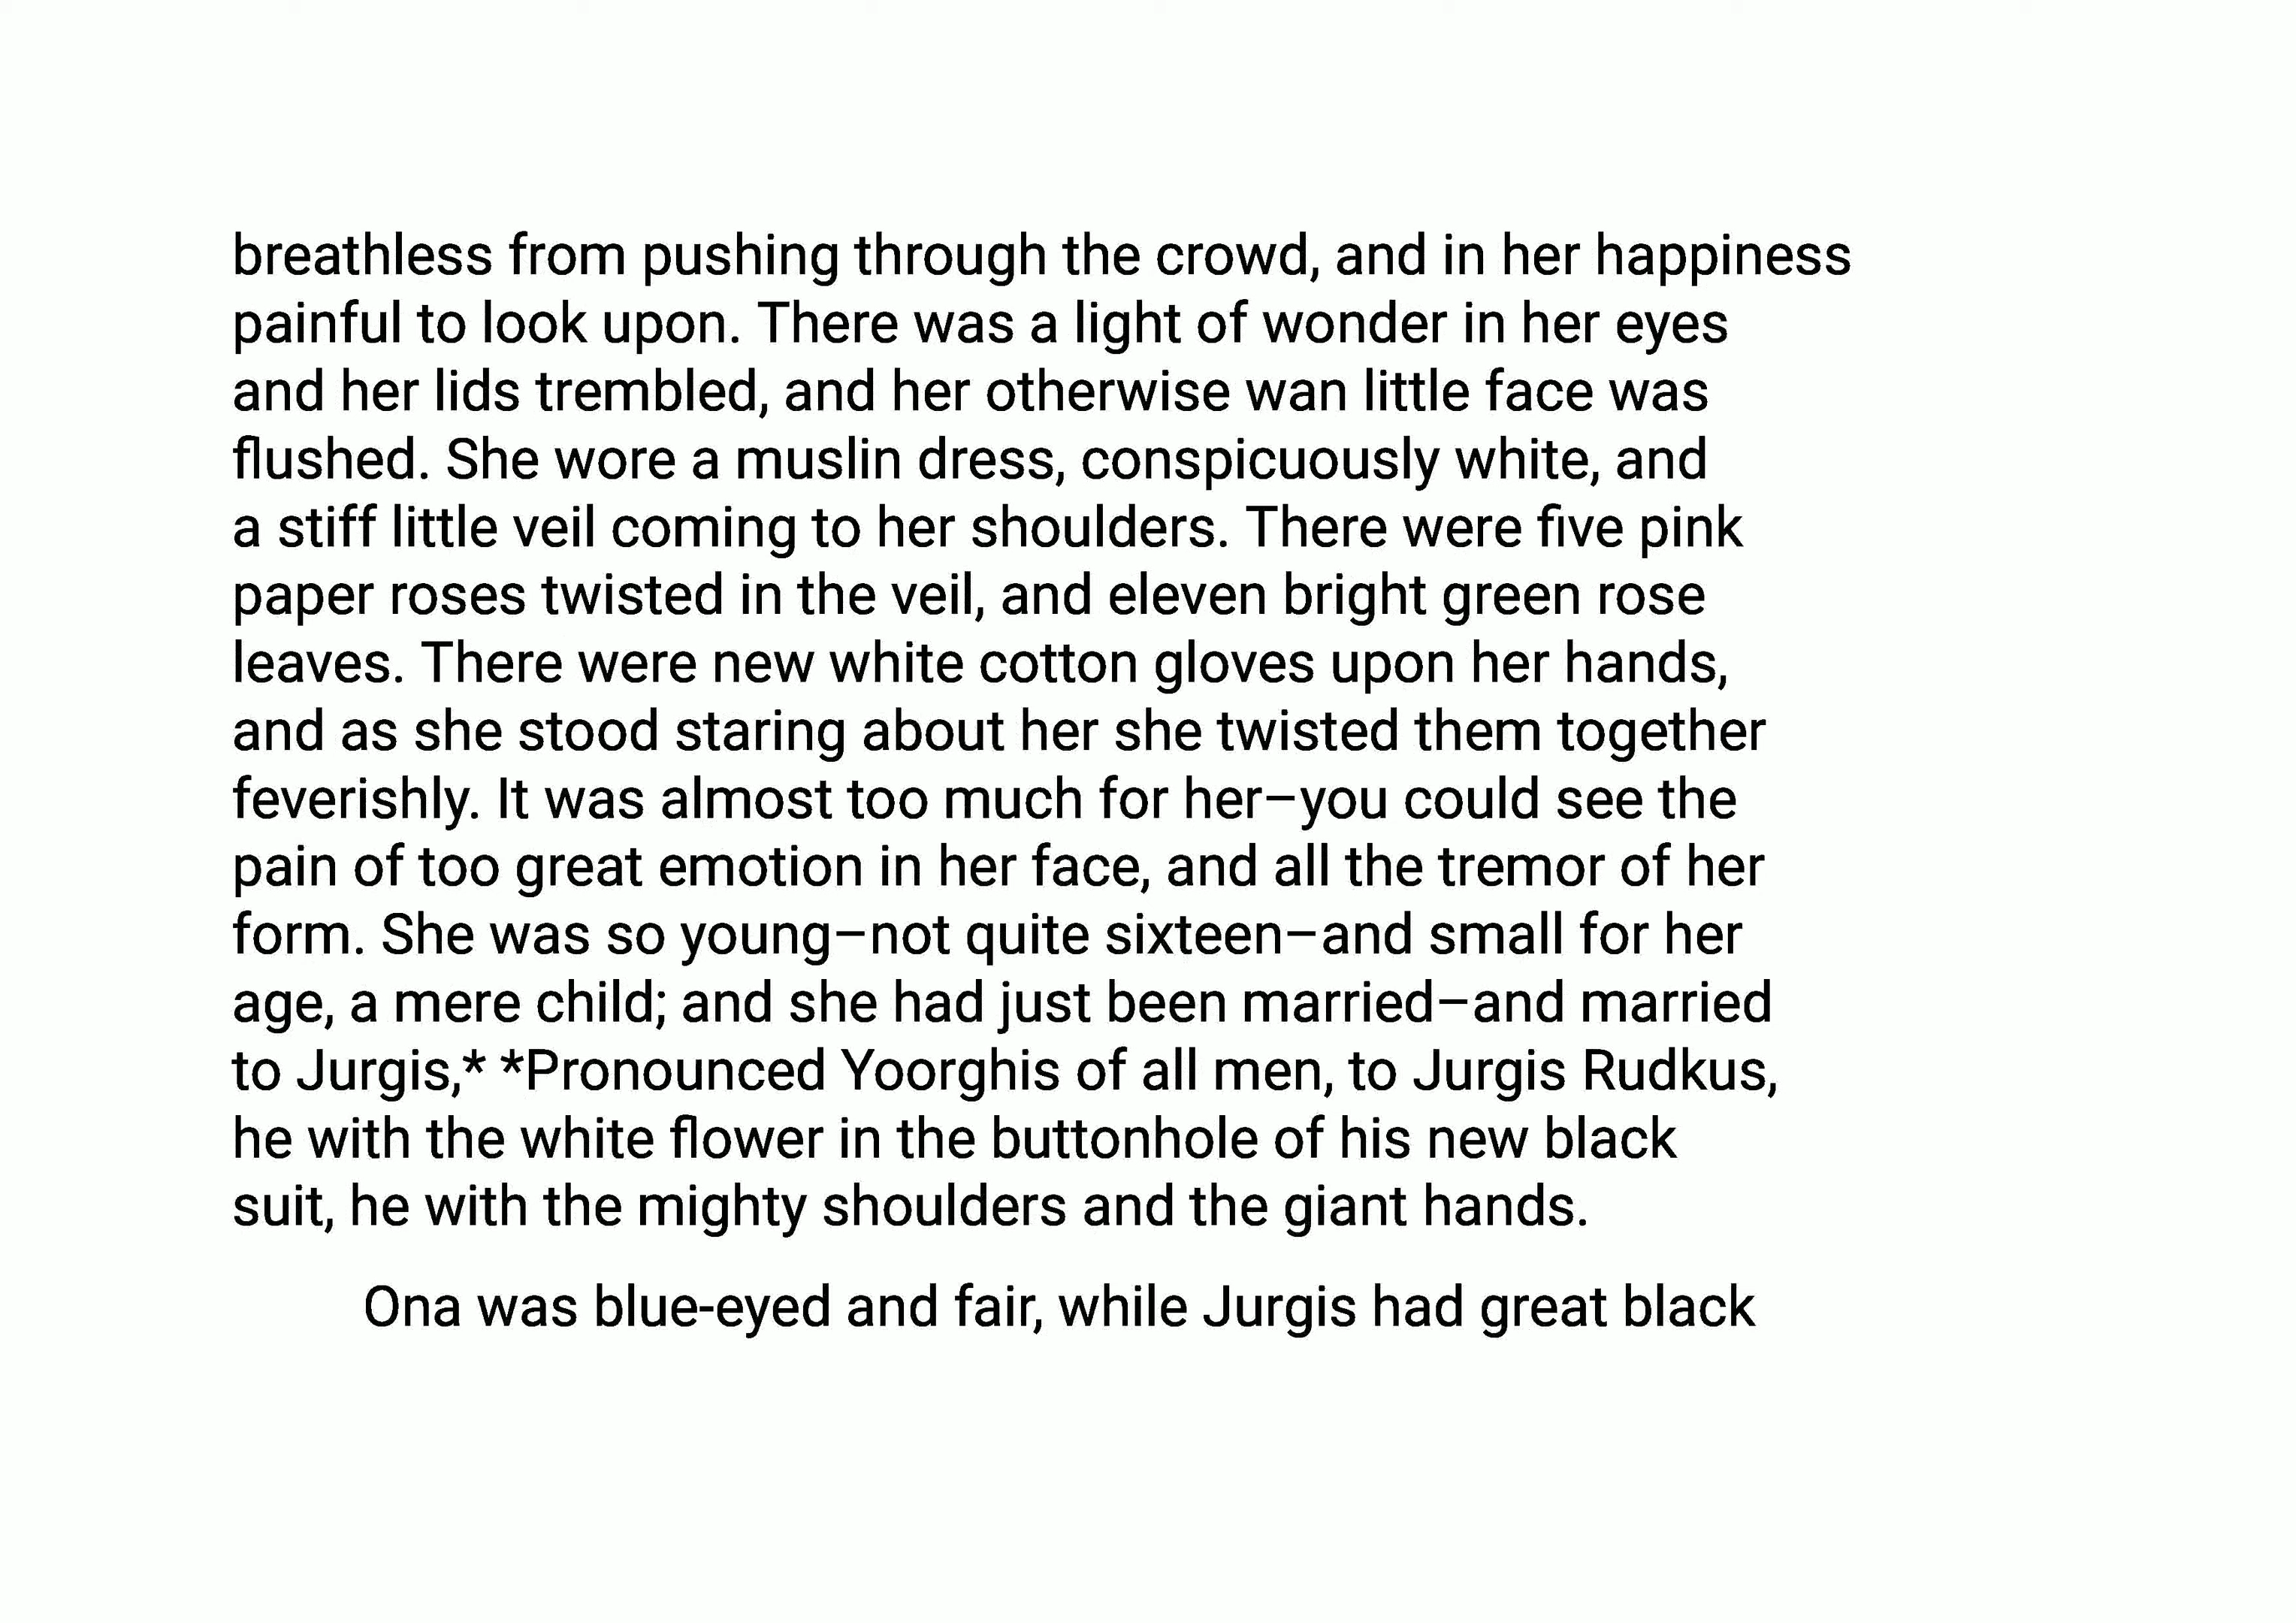 breathless from pushing through the crowd, and in her happiness
painful to look upon. There was a light of wonder in her eyes
and her lids trembled, and her otherwise wan little face was
flushed. She wore a muslin dress, conspicuously white, and
a stiff little veil coming to her shoulders. There were five pink
paper roses twisted in the veil, and eleven bright green rose
leaves. There were new white cotton gloves upon her hands,
and as she stood staring about her she twisted them together
feverishly. It was almost too much for her–you could see the
pain of too great emotion in her face, and all the tremor of her
form. She was so young–not quite sixteen–and small for her
age, a mere child; and she had just been married–and married
to Jurgis,* *Pronounced Yoorghis of all men, to Jurgis Rudkus,
he with the white flower in the buttonhole of his new black
suit, he with the mighty shoulders and the giant hands.
Ona was blue-eyed and fair, while Jurgis had great black